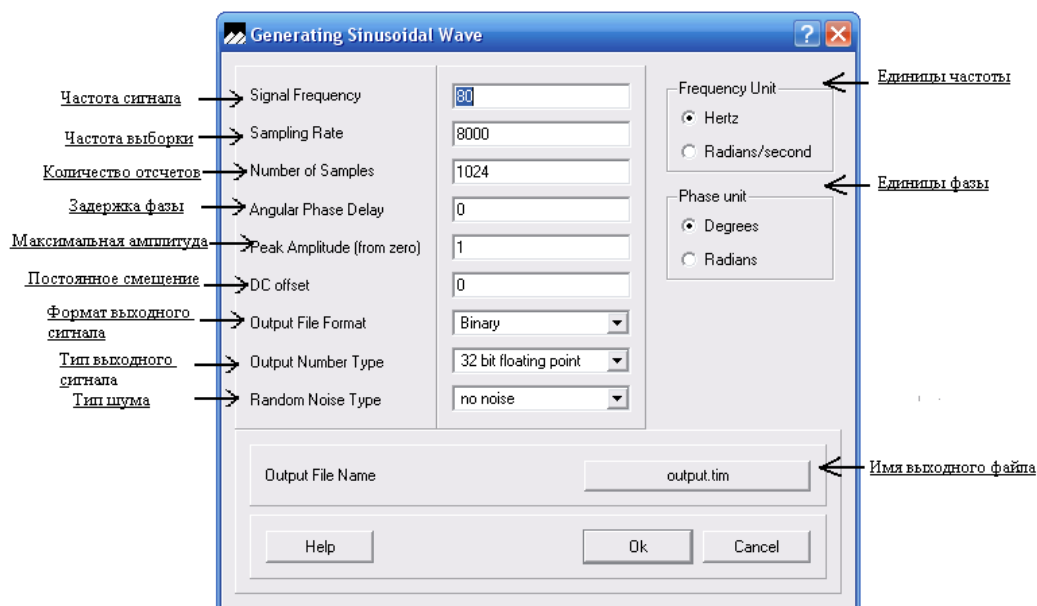 Generating Sinusoidal Wave
Единицы частоты
Частота сигнала
Signal Frequency
80
Frequency Unit
Hertz
Частота выборки
Sampling Rate
8000
Radians/second
Количество отсчетов
Number of Samples
1024
Единицы фазы
Задержка фазы
Angular Phase Delay
0
Phase unit
Degrees
Максимальная амплитуда
Peak Amplitude (from zero)
1
Radians
Постоянное смещение
DC offset
0
Формат выходного
сигнала
Output File Format
Binary
Тип выходного
сигнала
Output Number Type
32 bit floating point
Тип шума
Random Noise Type
no noise
Output File Name
output.tim
Имя выходного файла
Help
Ok
Cancel